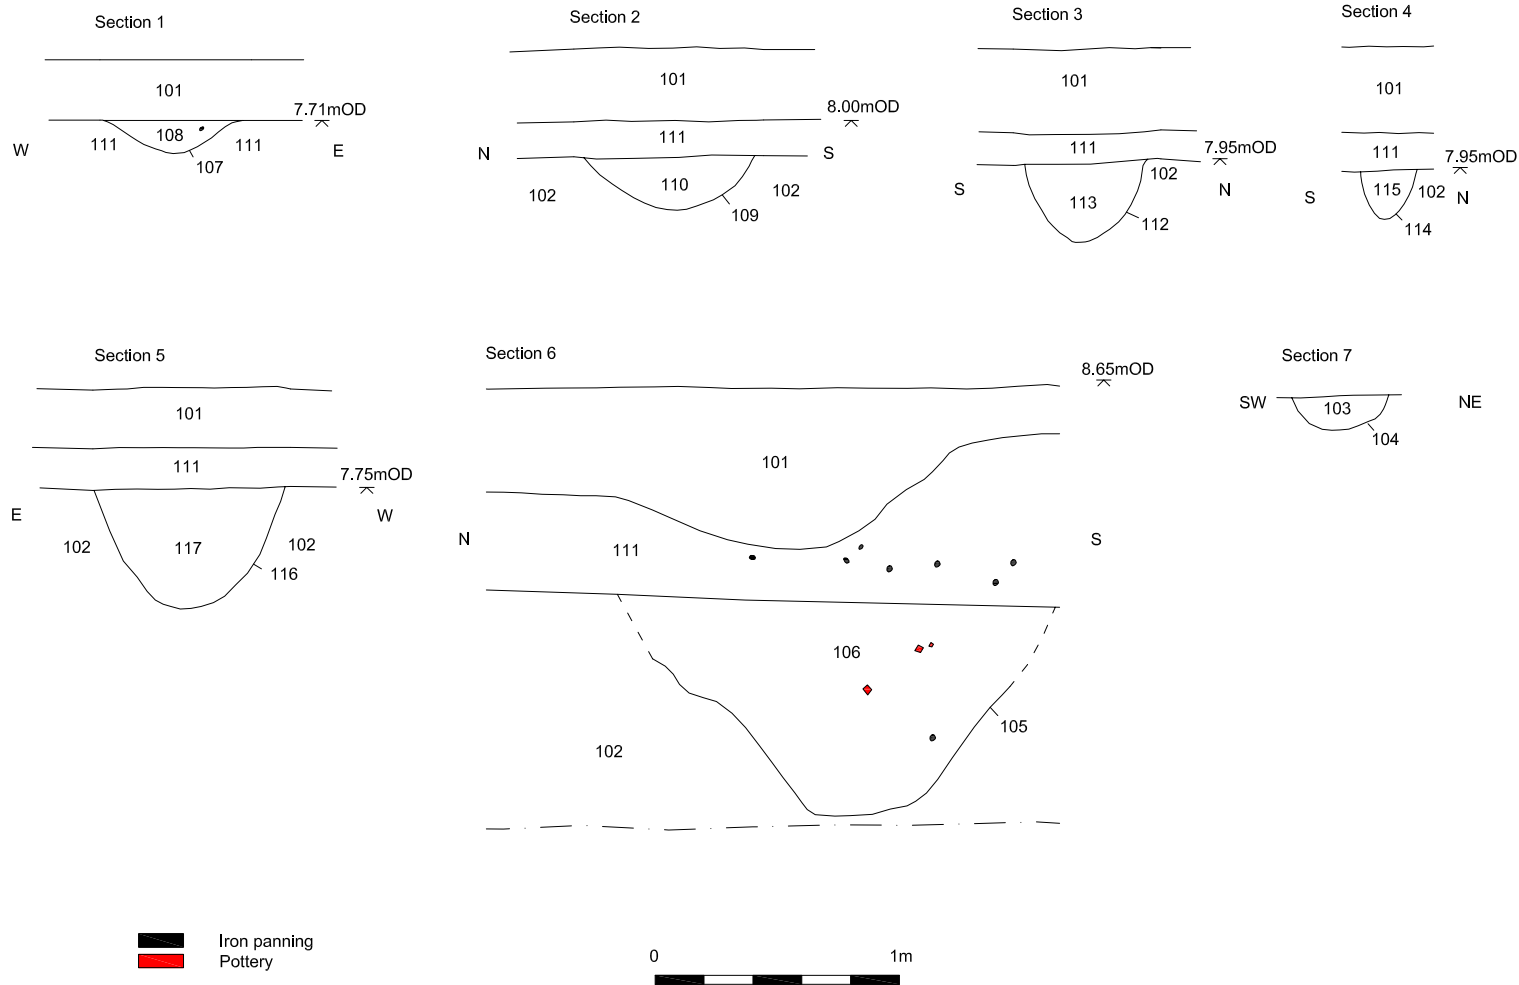 Section 1
101
7.71mOD
108
111
111
107
W
E
Section 2
101
8.00mOD
111
N
S
110
102
102
109
Section 3
101
111
7.95mOD
102
S
N
113
112
Section 4
101
111
7.95mOD
115
102
S
N
114
Section 5
101
111
7.75mOD
E
W
102
117
102
116
Section 6
8.65mOD
101
N
S
111
106
105
102
Section 7
SW
NE
103
104
Iron panning
Pottery
0
1m